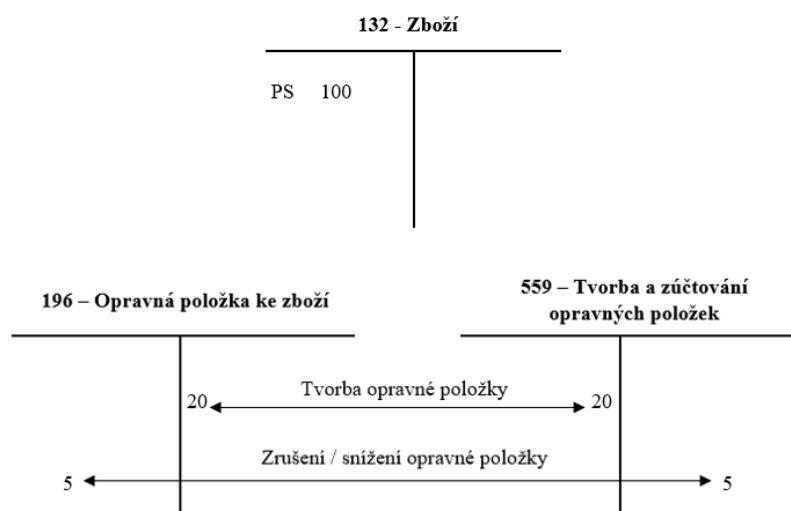 132 - Zboží
PS 100
196 – Opravná položka ke zboží
559 – Tvorba a zúčtování
opravných položek
20 Tvorba opravné položky 20
Zrušení / snížení opravné položky
5 5